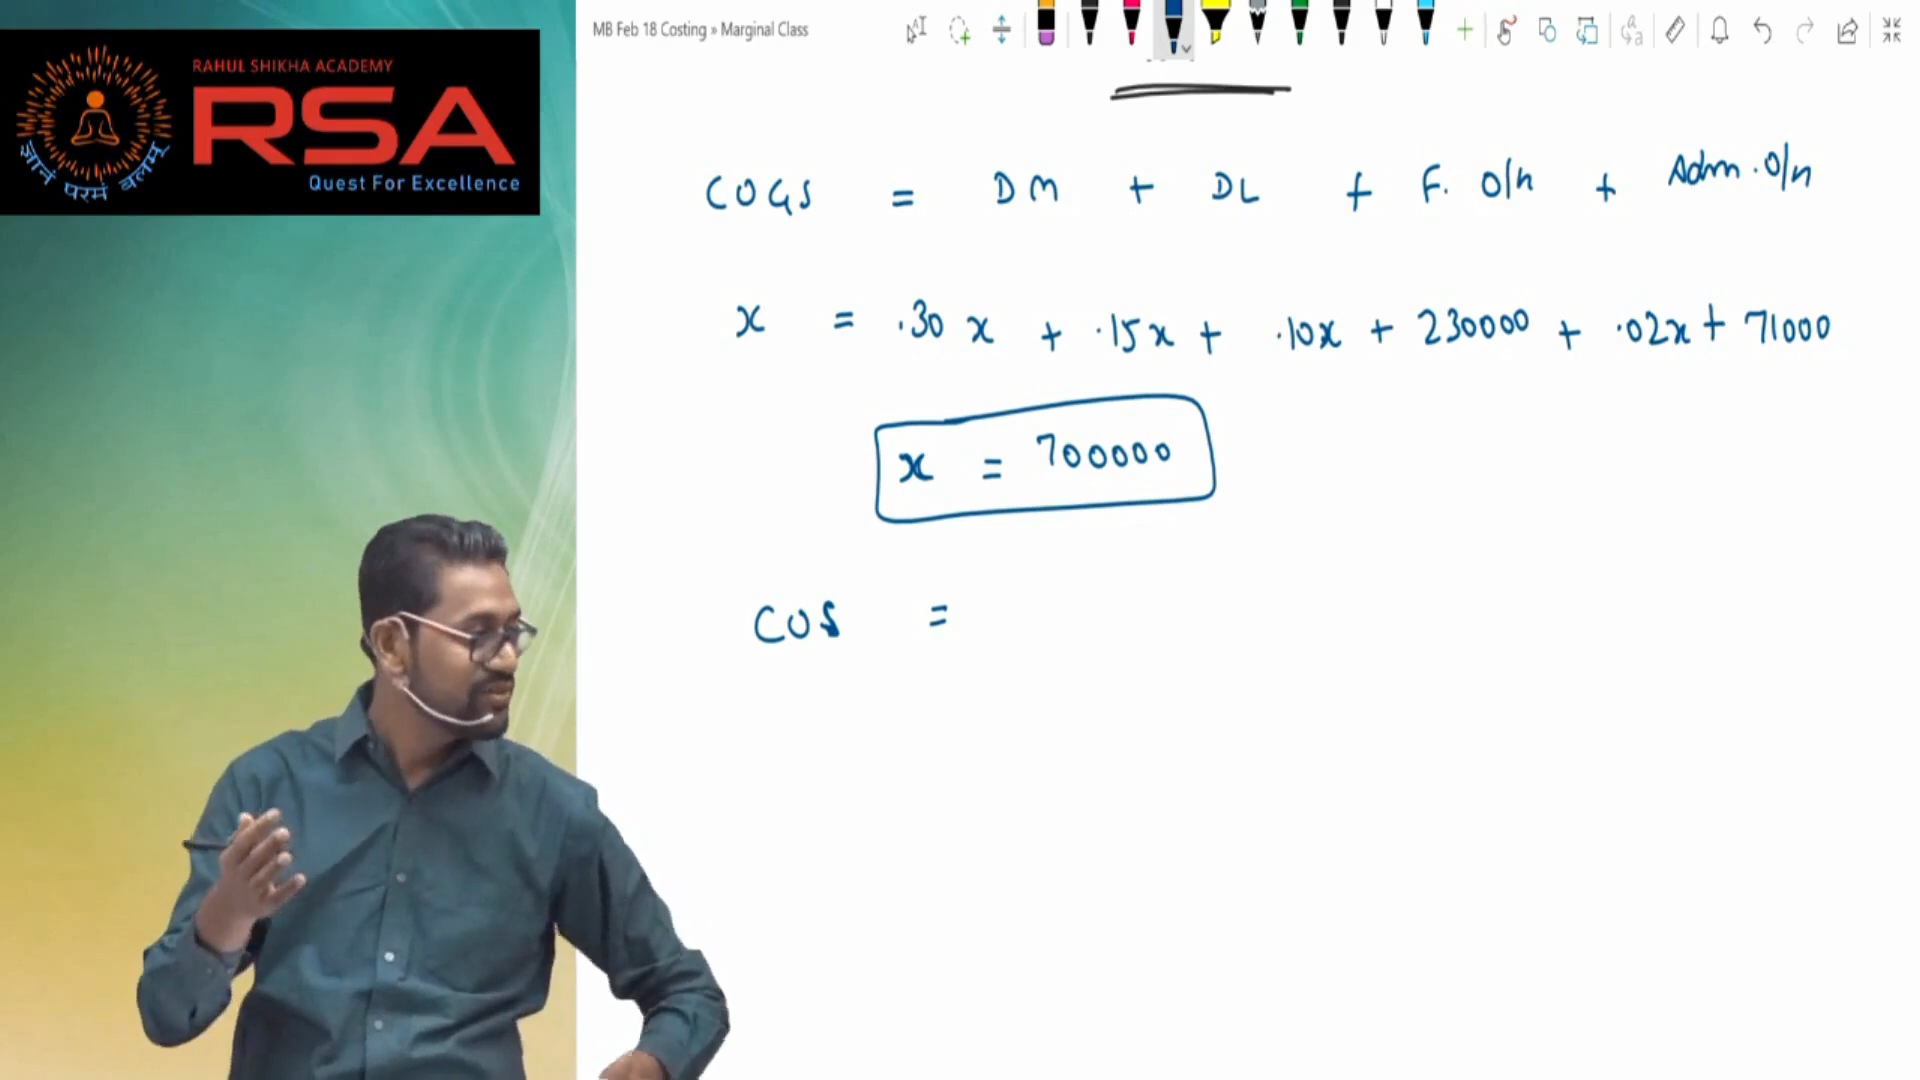 RAHUL SHIKHA ACADEMY
RSA
Quest For Excellence
ज्ञानं परमं बलम्
MB Feb 18 Costing » Marginal Class
COGS = DM + DL + F. O/h + Adm. O/h
x = .30 x + .15x + .10x + 230000 + .02x + 71000
x = 700000
COS =